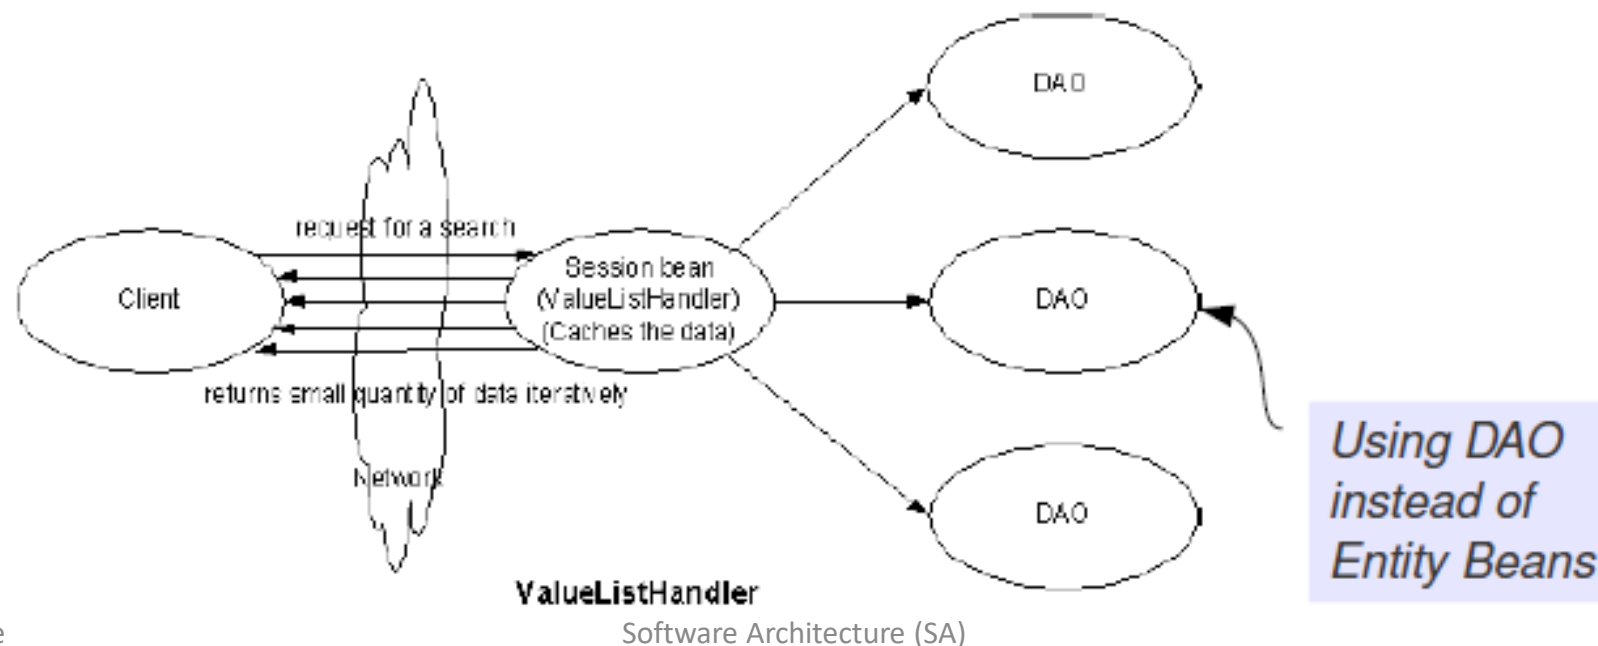 DAO
request for a search
Client
Session bean
(ValueListHandler)
(Caches the data)
DAO
returns small quantity of data iteratively
Network
DAO
Using DAO
instead of
Entity Beans
ValueListHandler
e
Software Architecture (SA)